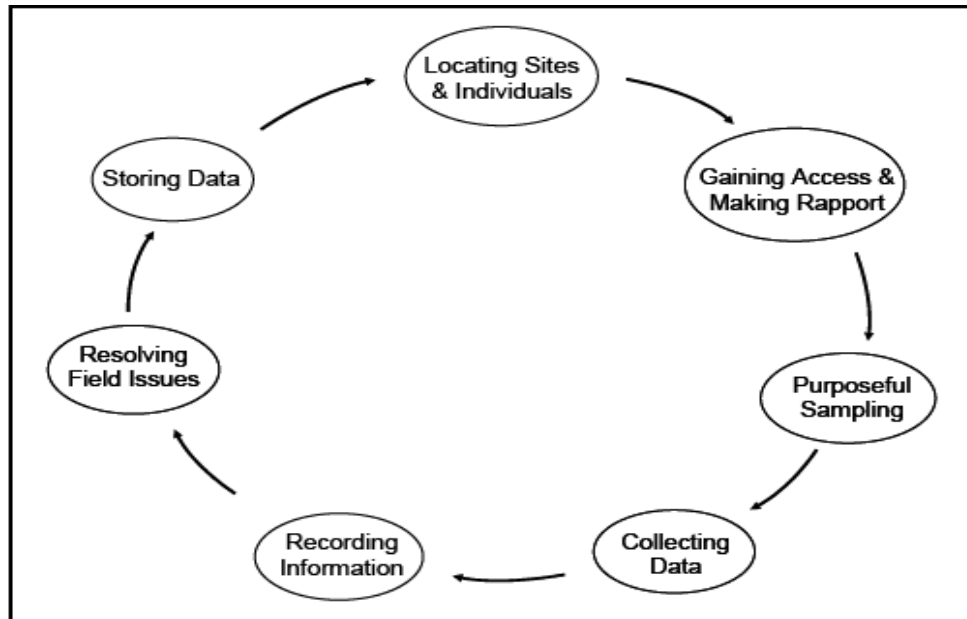 Locating Sites
& Individuals
Gaining Access &
Making Rapport
Purposeful
Sampling
Collecting
Data
Recording
Information
Resolving
Field Issues
Storing Data